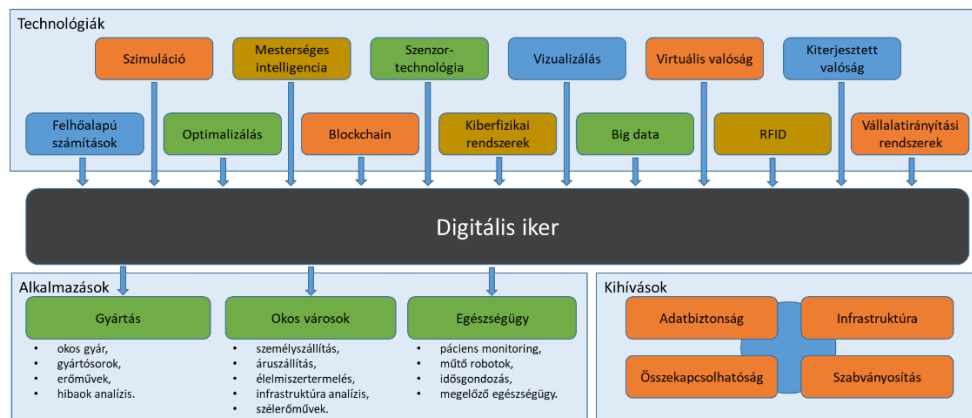 Technológiák
Szimuláció
Mesterséges
intelligencia
Szenzor-
technológia
Vizualizálás
Virtuális valóság
Kiterjesztett
valóság
Felhőalapú
számítások
Optimalizálás
Blockchain
Kiberfizikai
rendszerek
Big data
RFID
Vállalatirányítási
rendszerek
Digitális iker
Alkalmazások
Gyártás
• okos gyár,
• gyártósorok,
• erőművek,
• hibaok analízis.
Okos városok
• személyszállítás,
• áruszállítás,
• élelmiszertermelés,
• infrastruktúra analízis,
• szélerőművek.
Egészségügy
• páciens monitoring,
• műtő robotok,
• idősgondozás,
• megelőző egészségügy.
Kihívások
Adatbiztonság
Infrastruktúra
Összekapcsolhatóság
Szabványosítás